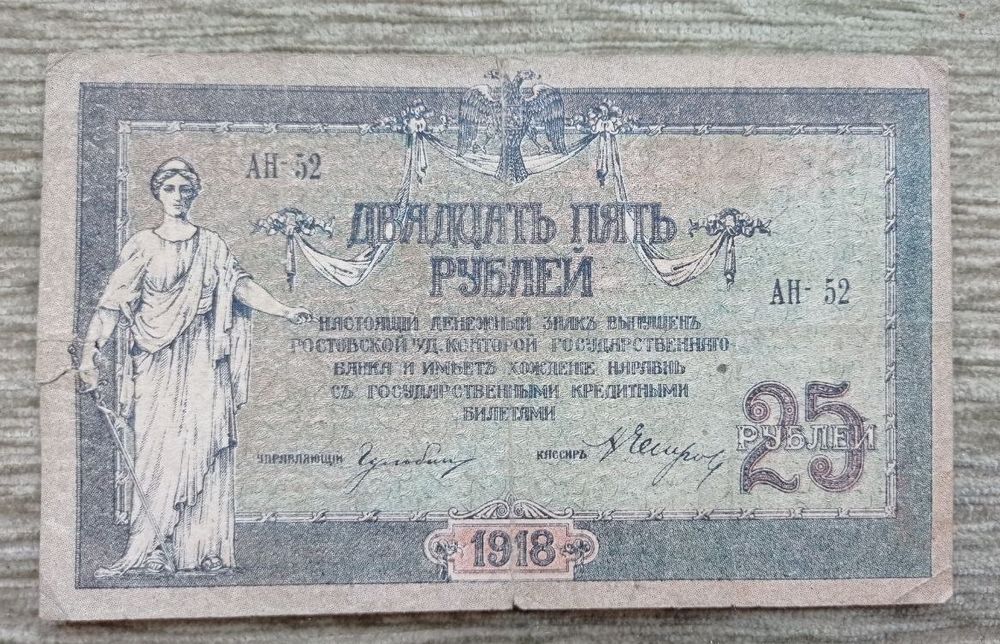 АН- 52
ДВАДЦАТЬ ПЯТЬ
РУБЛЕЙ
АН- 52
НАСТОЯЩИЙ ДЕНЕЖНЫЙ ЗНАКЪ ВЫПУЩЕНЪ
РОСТОВСКОЙ н/Д. КОНТОРОЙ ГОСУДАРСТВЕННАГО
БАНКА И ИМѢЕТЪ ХОЖДЕНІЕ НАРАВНѢ
СЪ ГОСУДАРСТВЕННЫМИ КРЕДИТНЫМИ
БИЛЕТАМИ
25
РУБЛЕЙ
УПРАВЛЯЮЩІЙ
КАССИРЪ
1918